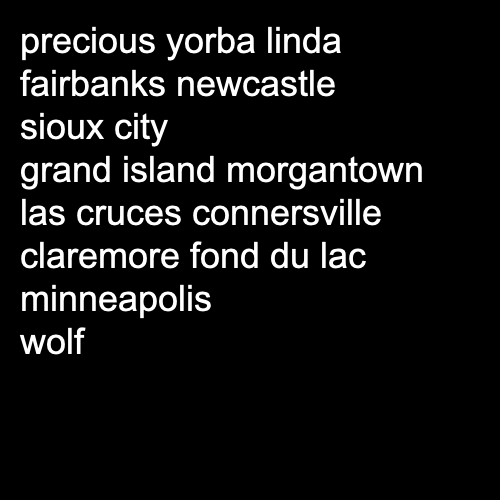 precious yorba linda
fairbanks newcastle
sioux city
grand island morgantown
las cruces connersville
claremore fond du lac
minneapolis
wolf